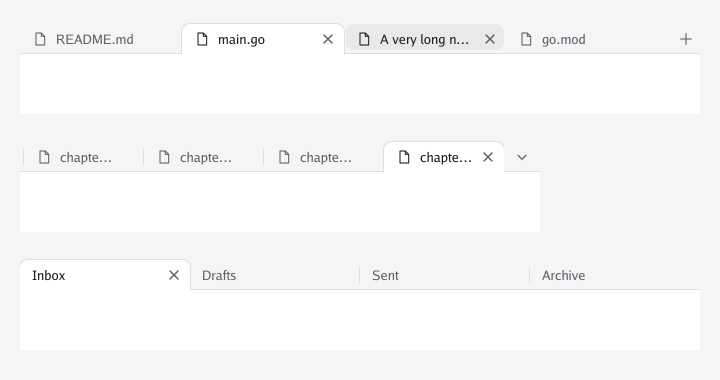 README.md main.go A very long n... go.mod
chapte... chapte... chapte... chapte...
Inbox Drafts Sent Archive